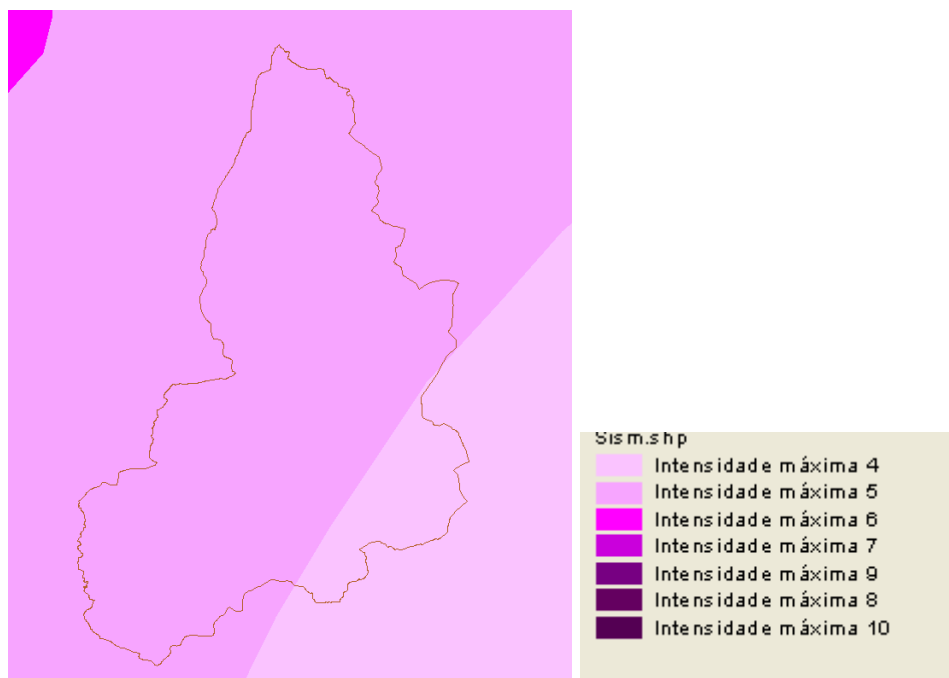 Sism.shp
Intensidade máxima 4
Intensidade máxima 5
Intensidade máxima 6
Intensidade máxima 7
Intensidade máxima 9
Intensidade máxima 8
Intensidade máxima 10